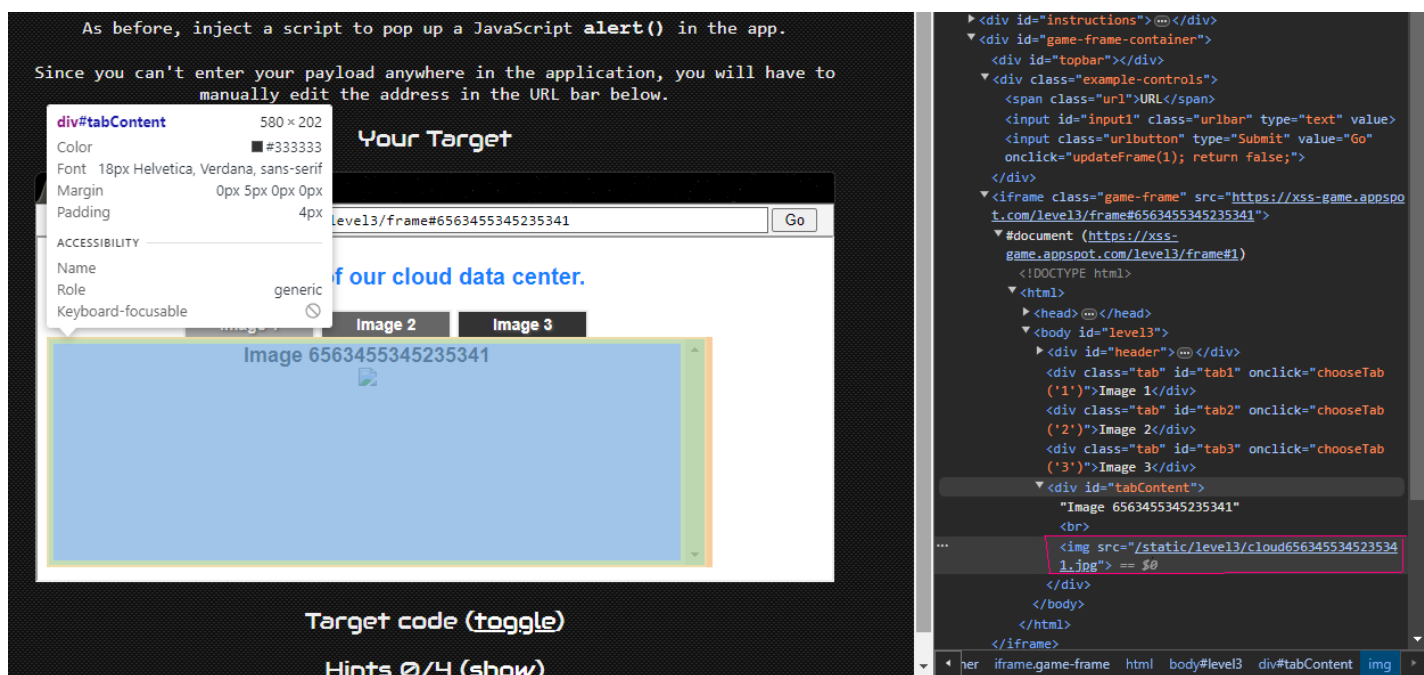 As before, inject a script to pop up a JavaScript alert() in the app.
Since you can't enter your payload anywhere in the application, you will have to
manually edit the address in the URL bar below.
div#tabContent 580 × 202
Color #333333
Font 18px Helvetica, Verdana, sans-serif
Margin 0px 5px 0px 0px
Padding 4px
ACCESSIBILITY
Name
Role generic
Keyboard-focusable
Your Target
level3/frame#6563455345235341 Go
of our cloud data center.
Image 2 Image 3
Image 6563455345235341
Target code (toggle)
Hints 0/4 (show)
<div id="instructions">…</div>
<div id="game-frame-container">
<div id="topbar"></div>
<div class="example-controls">
<span class="url">URL</span>
<input id="input1" class="urlbar" type="text" value>
<input class="urlbutton" type="Submit" value="Go"
onclick="updateFrame(1); return false;">
</div>
<iframe class="game-frame" src="https://xss-game.appspo
t.com/level3/frame#6563455345235341">
#document (https://xss-
game.appspot.com/level3/frame#1)
<!DOCTYPE html>
<html>
<head>…</head>
<body id="level3">
<div id="header">…</div>
<div class="tab" id="tab1" onclick="chooseTab
('1')">Image 1</div>
<div class="tab" id="tab2" onclick="chooseTab
('2')">Image 2</div>
<div class="tab" id="tab3" onclick="chooseTab
('3')">Image 3</div>
<div id="tabContent">
"Image 6563455345235341"
<br>
<img src="/static/level3/cloud656345534523534
1.jpg"> == $0
</div>
</body>
</html>
</iframe>
ner iframe.game-frame html body#level3 div#tabContent img